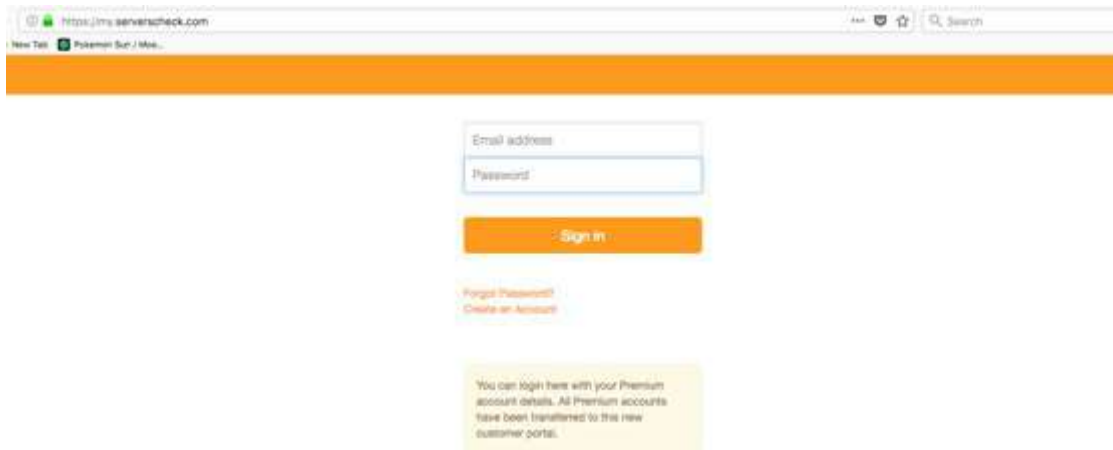 https://my.serverscheck.com
Search
New Tab Pokemon Sun / Moo...
Email address
Password
Sign in
Forgot Password?
Create an Account
You can login here with your Premium
account details. All Premium accounts
have been transferred to this new
customer portal.